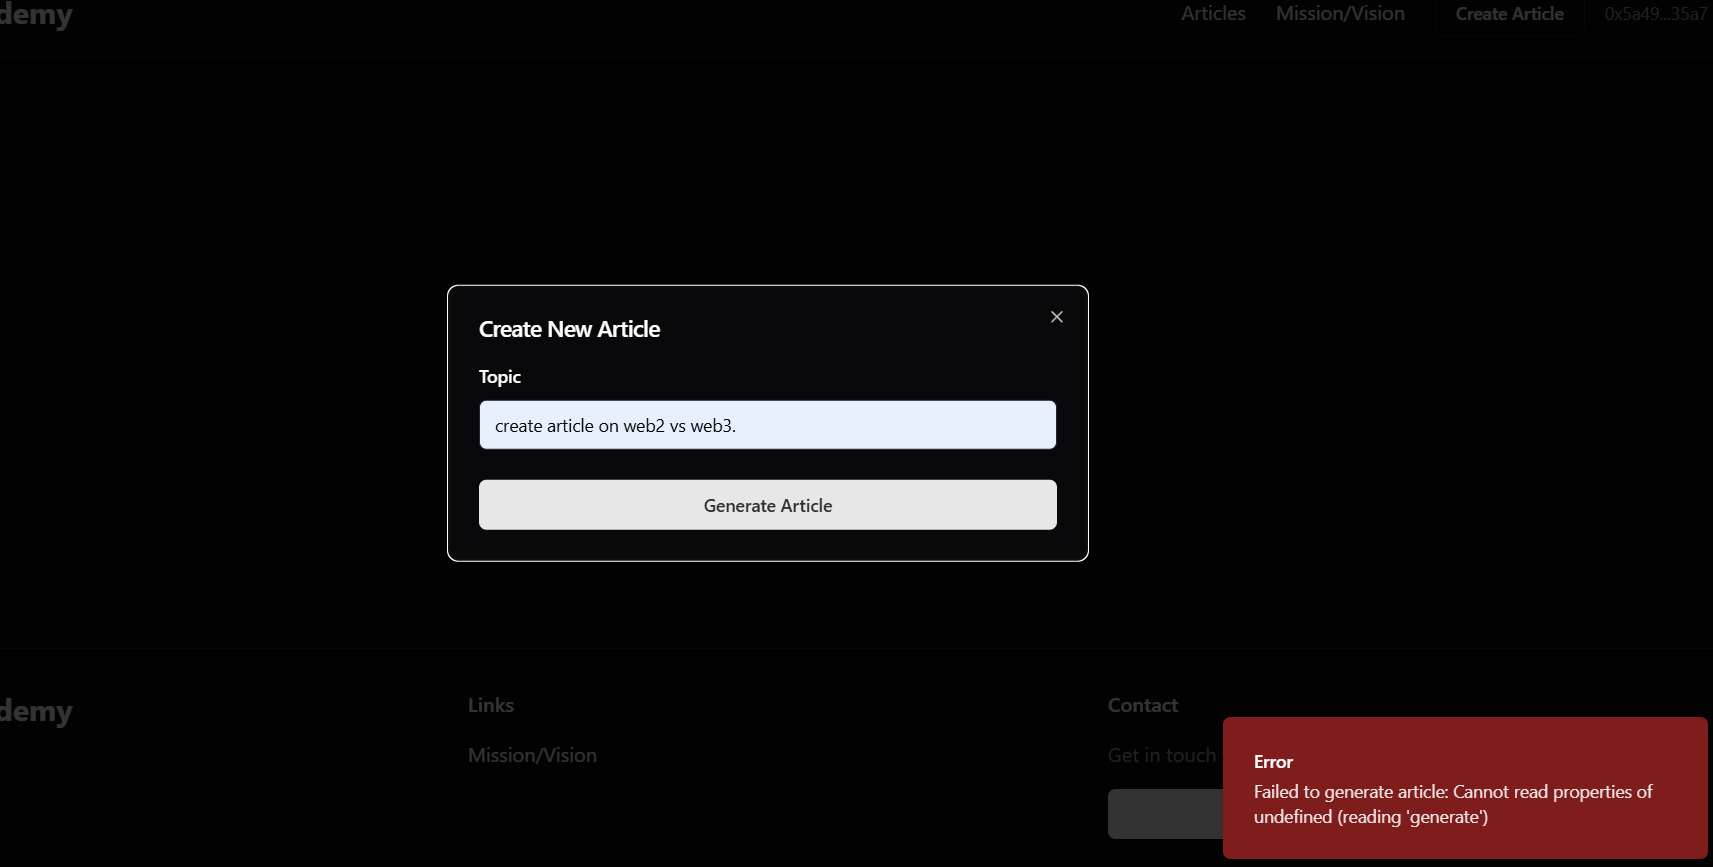 demy
Articles Mission/Vision Create Article 0x5a49...35a7
Create New Article
Topic
create article on web2 vs web3.
Generate Article
demy
Links
Mission/Vision
Contact
Get in touch
Error
Failed to generate article: Cannot read properties of
undefined (reading 'generate')